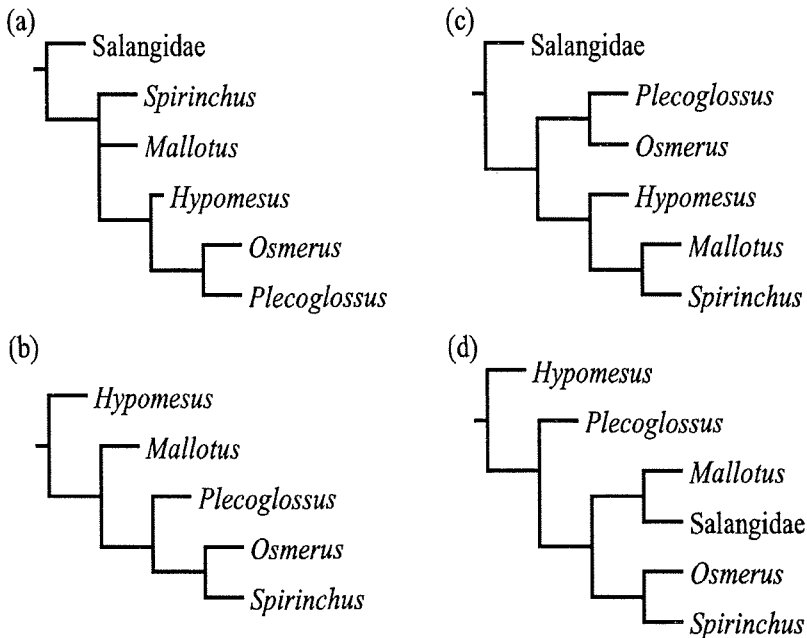 (a)
Salangidae
Spirinchus
Mallotus
Hypomesus
Osmerus
Plecoglossus
(b)
Hypomesus
Mallotus
Plecoglossus
Osmerus
Spirinchus
(c)
Salangidae
Plecoglossus
Osmerus
Hypomesus
Mallotus
Spirinchus
(d)
Hypomesus
Plecoglossus
Mallotus
Salangidae
Osmerus
Spirinchus